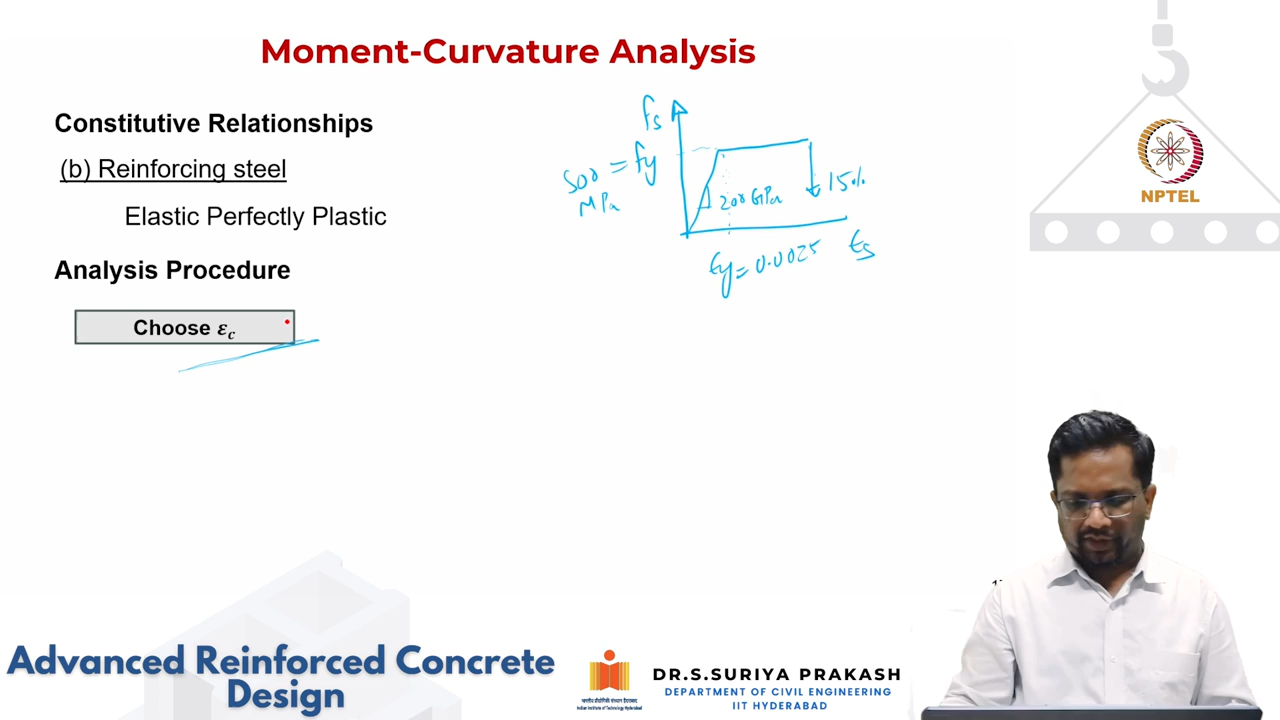 Moment-Curvature Analysis
Constitutive Relationships
(b) Reinforcing steel
Elastic Perfectly Plastic
Analysis Procedure
Choose εc
fs
500 = fy
MPa
200 GPa
15%
εy = 0.0025
εs
NPTEL
Advanced Reinforced Concrete
Design
DR.S.SURIYA PRAKASH
DEPARTMENT OF CIVIL ENGINEERING
IIT HYDERABAD